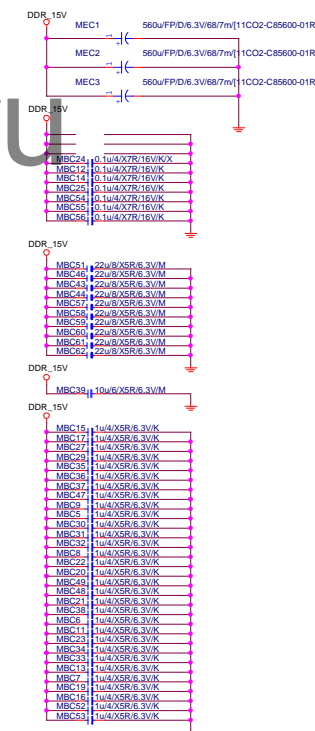 DDR_15V
MEC1 560u/FP/D/6.3V/68/7m/[11CO2-C85600-01R
1
+
MEC2 560u/FP/D/6.3V/68/7m/[11CO2-C85600-01R
1
+
MEC3 560u/FP/D/6.3V/68/7m/[11CO2-C85600-01R
1
+
DDR_15V
MBC24 0.1u/4/X7R/16V/K/X
MBC12 0.1u/4/X7R/16V/K
MBC14 0.1u/4/X7R/16V/K
MBC25 0.1u/4/X7R/16V/K
MBC54 0.1u/4/X7R/16V/K
MBC55 0.1u/4/X7R/16V/K
MBC56 0.1u/4/X7R/16V/K
DDR_15V
MBC51 22u/8/X5R/6.3V/M
MBC46 22u/8/X5R/6.3V/M
MBC43 22u/8/X5R/6.3V/M
MBC44 22u/8/X5R/6.3V/M
MBC57 22u/8/X5R/6.3V/M
MBC58 22u/8/X5R/6.3V/M
MBC59 22u/8/X5R/6.3V/M
MBC60 22u/8/X5R/6.3V/M
MBC61 22u/8/X5R/6.3V/M
MBC62 22u/8/X5R/6.3V/M
DDR_15V
MBC39 10u/6/X5R/6.3V/M
DDR_15V
MBC15 1u/4/X5R/6.3V/K
MBC17 1u/4/X5R/6.3V/K
MBC27 1u/4/X5R/6.3V/K
MBC29 1u/4/X5R/6.3V/K
MBC35 1u/4/X5R/6.3V/K
MBC36 1u/4/X5R/6.3V/K
MBC37 1u/4/X5R/6.3V/K
MBC47 1u/4/X5R/6.3V/K
MBC9 1u/4/X5R/6.3V/K
MBC5 1u/4/X5R/6.3V/K
MBC30 1u/4/X5R/6.3V/K
MBC31 1u/4/X5R/6.3V/K
MBC32 1u/4/X5R/6.3V/K
MBC8 1u/4/X5R/6.3V/K
MBC22 1u/4/X5R/6.3V/K
MBC20 1u/4/X5R/6.3V/K
MBC49 1u/4/X5R/6.3V/K
MBC48 1u/4/X5R/6.3V/K
MBC21 1u/4/X5R/6.3V/K
MBC38 1u/4/X5R/6.3V/K
MBC6 1u/4/X5R/6.3V/K
MBC11 1u/4/X5R/6.3V/K
MBC23 1u/4/X5R/6.3V/K
MBC34 1u/4/X5R/6.3V/K
MBC33 1u/4/X5R/6.3V/K
MBC13 1u/4/X5R/6.3V/K
MBC7 1u/4/X5R/6.3V/K
MBC19 1u/4/X5R/6.3V/K
MBC16 1u/4/X5R/6.3V/K
MBC52 1u/4/X5R/6.3V/K
MBC53 1u/4/X5R/6.3V/K